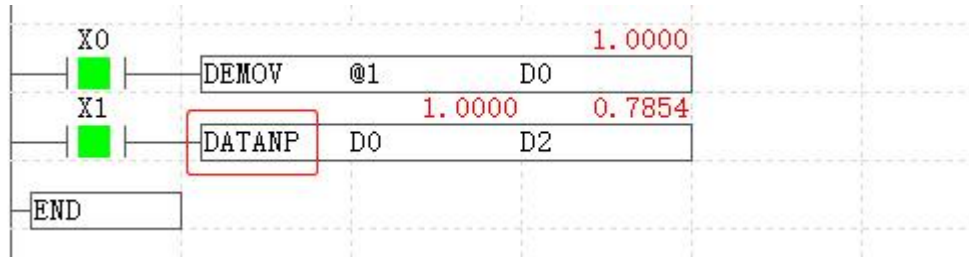 X0 1.0000
DEMOV @1 D0
X1 1.0000 0.7854
DATANP D0 D2
END